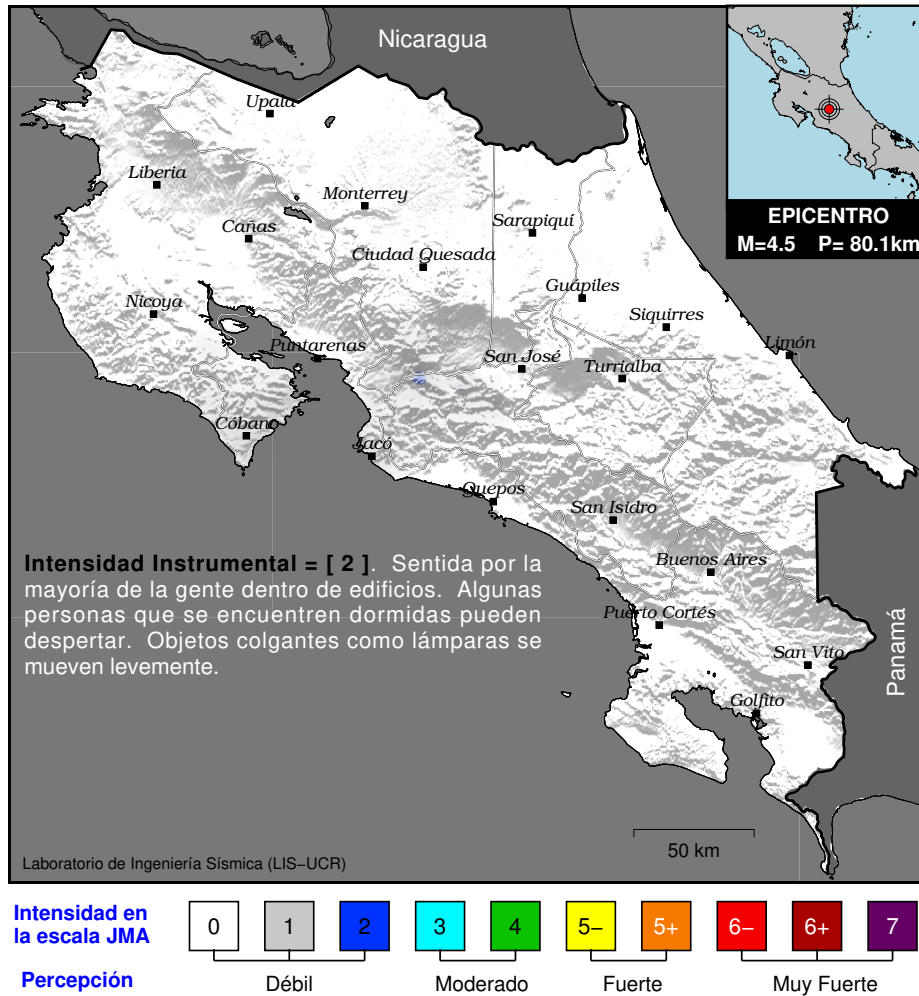 Nicaragua
Upala
Liberia
Monterrey
Cañas
Sarapiquí
Ciudad Quesada
EPICENTRO
M=4.5 P= 80.1km
Nicoya
Guápiles
Siquirres
Puntarenas
San José
Limón
Turrialba
Cóbano
Jacó
Quepos
San Isidro
Intensidad Instrumental = [ 2 ]. Sentida por la
mayoría de la gente dentro de edificios. Algunas
personas que se encuentren dormidas pueden
despertar. Objetos colgantes como lámparas se
mueven levemente.
Buenos Aires
Puerto Cortés
San Vito
Panamá
Golfito
50 km
Laboratorio de Ingeniería Sísmica (LIS−UCR)
Intensidad en
la escala JMA
0 1 2 3 4 5− 5+ 6− 6+ 7
Percepción
Débil Moderado Fuerte Muy Fuerte